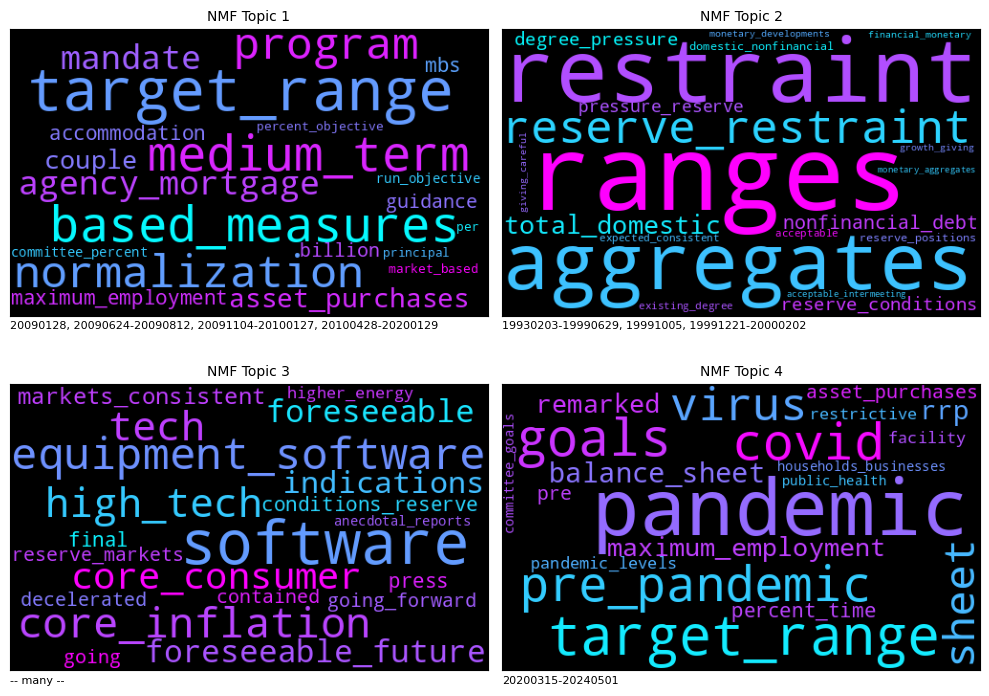 NMF Topic 1
program
mandate
mbs
target_range
percent_objective
accommodation
couple
medium_term
agency_mortgage
run_objective
guidance
based_measures
per
committee_percent
billion
principal
normalization
market_based
maximum_employment
asset_purchases
20090128, 20090624-20090812, 20091104-20100127, 20100428-20200129
NMF Topic 2
monetary_developments
financial_monetary
degree_pressure
domestic_nonfinancial
restraint
pressure_reserve
reserve_restraint
growth_giving
giving_careful
ranges
monetary_aggregates
total_domestic
nonfinancial_debt
expected_consistent
acceptable
reserve_positions
aggregates
acceptable_intermeeting
existing_degree
reserve_conditions
19930203-19990629, 19991005, 19991221-20000202
NMF Topic 3
markets_consistent
higher_energy
foreseeable
tech
equipment_software
indications
high_tech
conditions_reserve
anecdotal_reports
final
software
reserve_markets
core_consumer
press
decelerated
contained
going_forward
core_inflation
going
foreseeable_future
-- many --
NMF Topic 4
asset_purchases
remarked
virus
restrictive
rrp
committee_goals
goals
covid
facility
balance_sheet
households_businesses
public_health
pre
pandemic
maximum_employment
pandemic_levels
sheet
pre_pandemic
percent_time
target_range
20200315-20240501